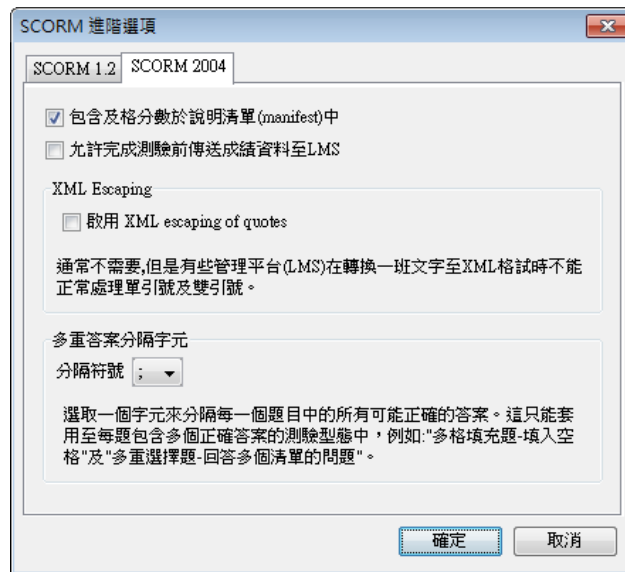 SCORM 進階選項
SCORM 1.2
SCORM 2004
包含及格分數於說明清單(manifest)中
允許完成測驗前傳送成績資料至LMS
XML Escaping
啟用 XML escaping of quotes
通常不需要,但是有些管理平台(LMS)在轉換一班文字至XML格試時不能
正常處理單引號及雙引號。
多重答案分隔字元
分隔符號 ;
選取一個字元來分隔每一個題目中的所有可能正確的答案。這只能套
用至每題包含多個正確答案的測驗型態中，例如:"多格填充題-填入空
格"及"多重選擇題-回答多個清單的問題"。
確定
取消